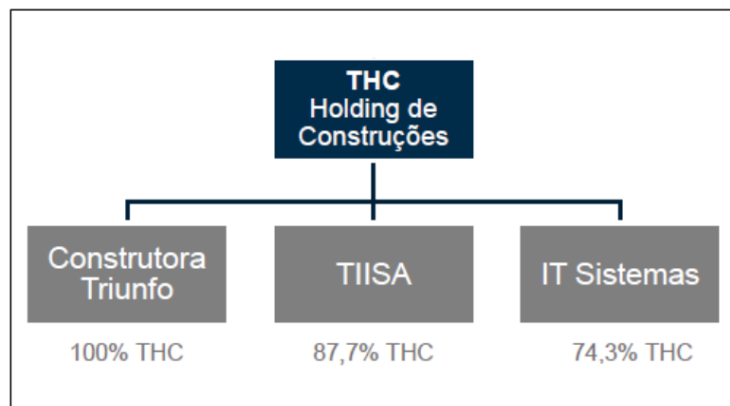 THC
Holding de
Construções
Construtora
Triunfo
TIISA
IT Sistemas
100% THC
87,7% THC
74,3% THC